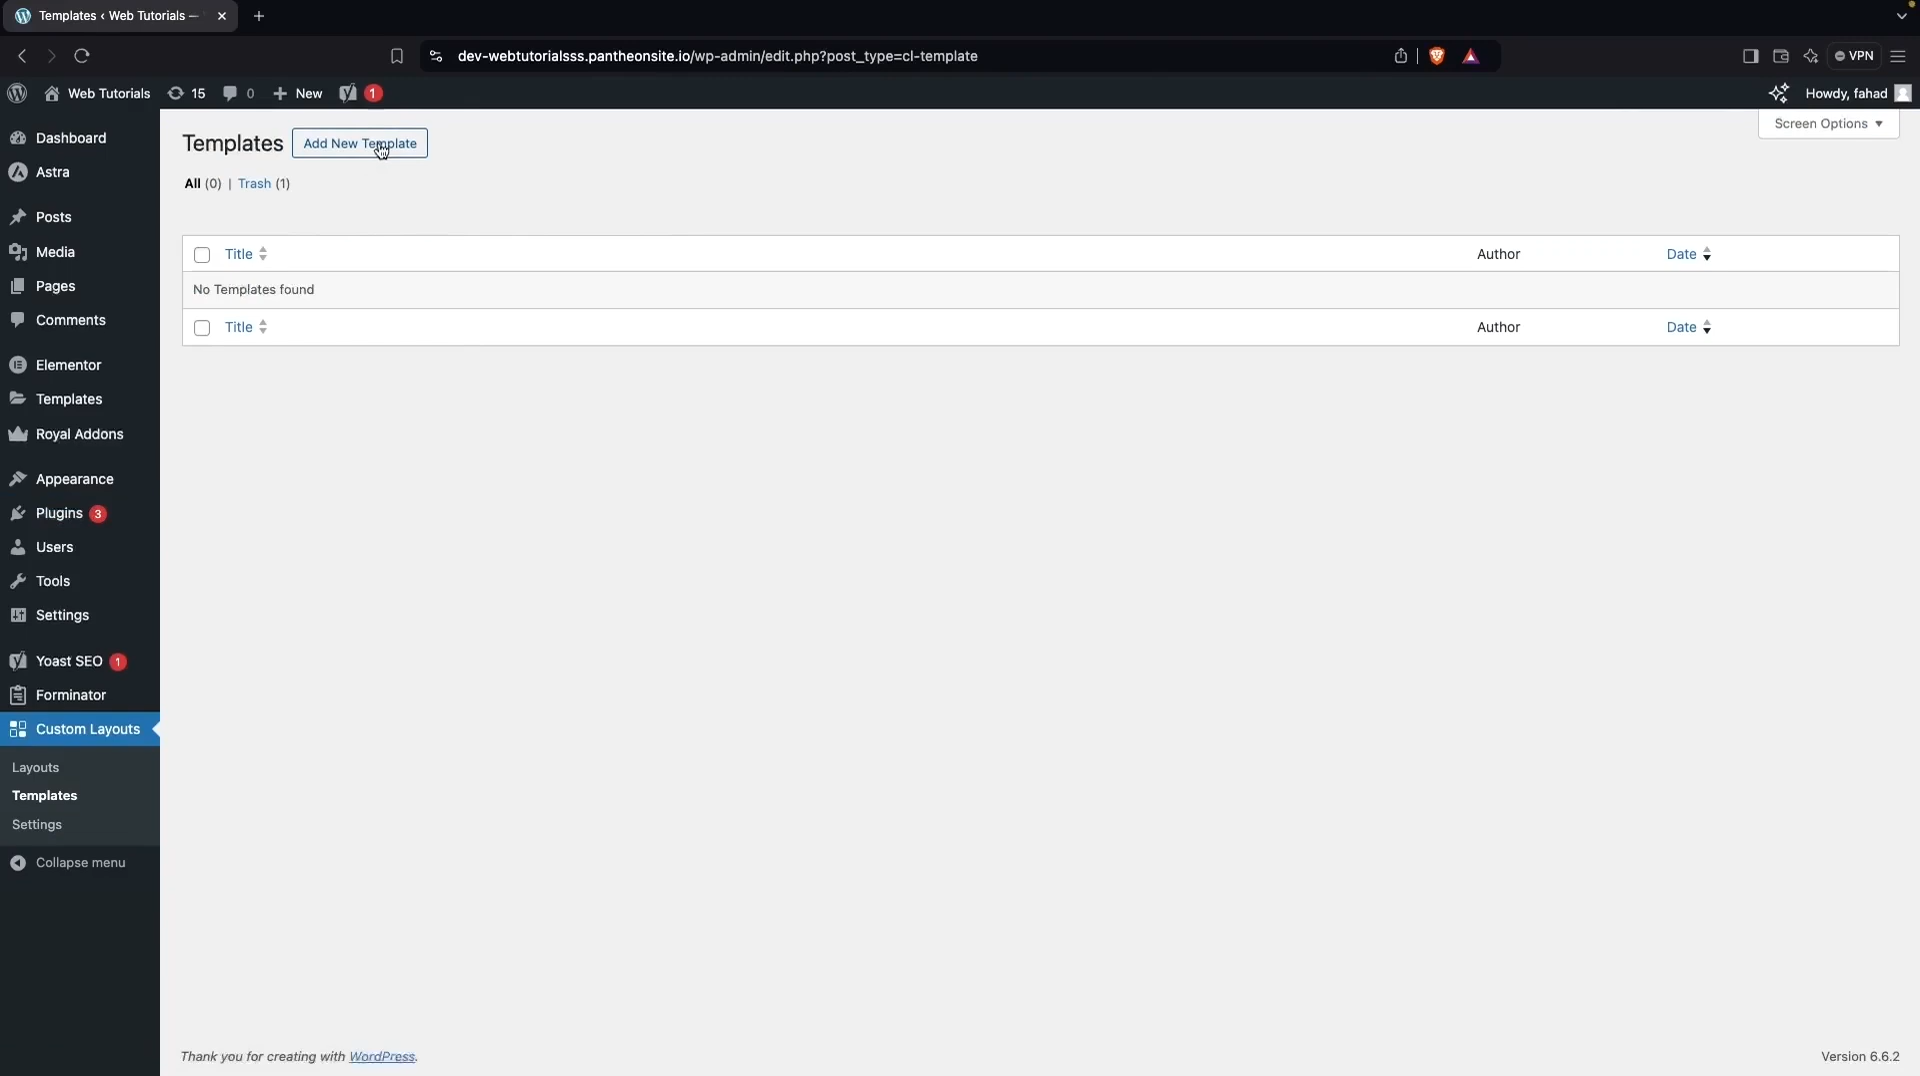 Templates ‹ Web Tutorials —
dev-webtutorialsss.pantheonsite.io/wp-admin/edit.php?post_type=cl-template
VPN
Web Tutorials 15 0 New 1
Howdy, fahad
Screen Options
Dashboard
Astra
Posts
Media
Pages
Comments
Elementor
Templates
Royal Addons
Appearance
Plugins 3
Users
Tools
Settings
Yoast SEO 1
Forminator
Custom Layouts
Layouts
Templates
Settings
Collapse menu
Templates Add New Template
All (0) | Trash (1)
Title Author Date
No Templates found
Title Author Date
Thank you for creating with WordPress.
Version 6.6.2